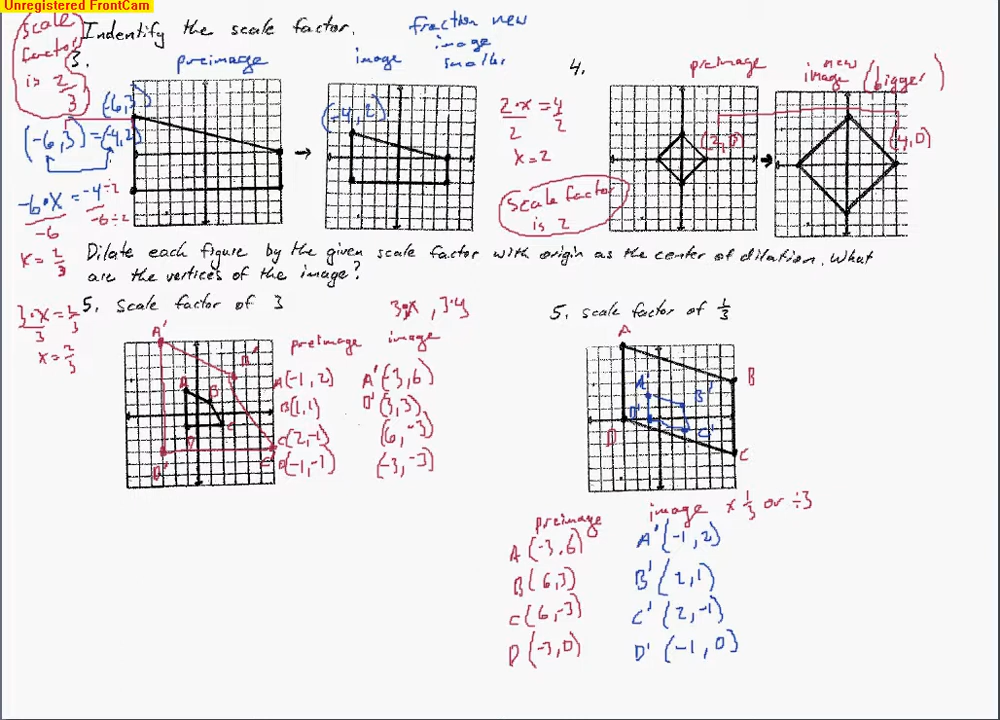 Unregistered FrontCam
Scale
factor
is 2/3
Indentify the scale factor.
fraction new
image
smaller
3.
preimage
image
(-6,3)
(-4,2)
(-6,3) = (-4,2)
-6·x = -4 ÷2
-6 -6 ÷2
x = 2/3
3·x = 2
3 3
x = 2/3
4.
preimage
new
image (bigger)
2·x = 4
2 2
x = 2
Scale factor
is 2
(2,0)
(4,0)
Dilate each figure by the given scale factor with origin as the center of dilation. What
are the vertices of the image?
5. Scale factor of 3
3·x, 3·y
preimage image
A(-1,2) A'(-3,6)
B(1,1) B'(3,3)
C(2,-1) (6,-3)
D(-1,-1) (-3,-3)
A'
B'
A
B
C
D
C'
D'
5. scale factor of 1/3
A
B
A'
B'
D'
C'
D
C
preimage image x 1/3 or ÷3
A(-3,6) A'(-1,2)
B(6,3) B'(2,1)
C(6,-3) C'(2,-1)
D(-3,0) D'(-1,0)